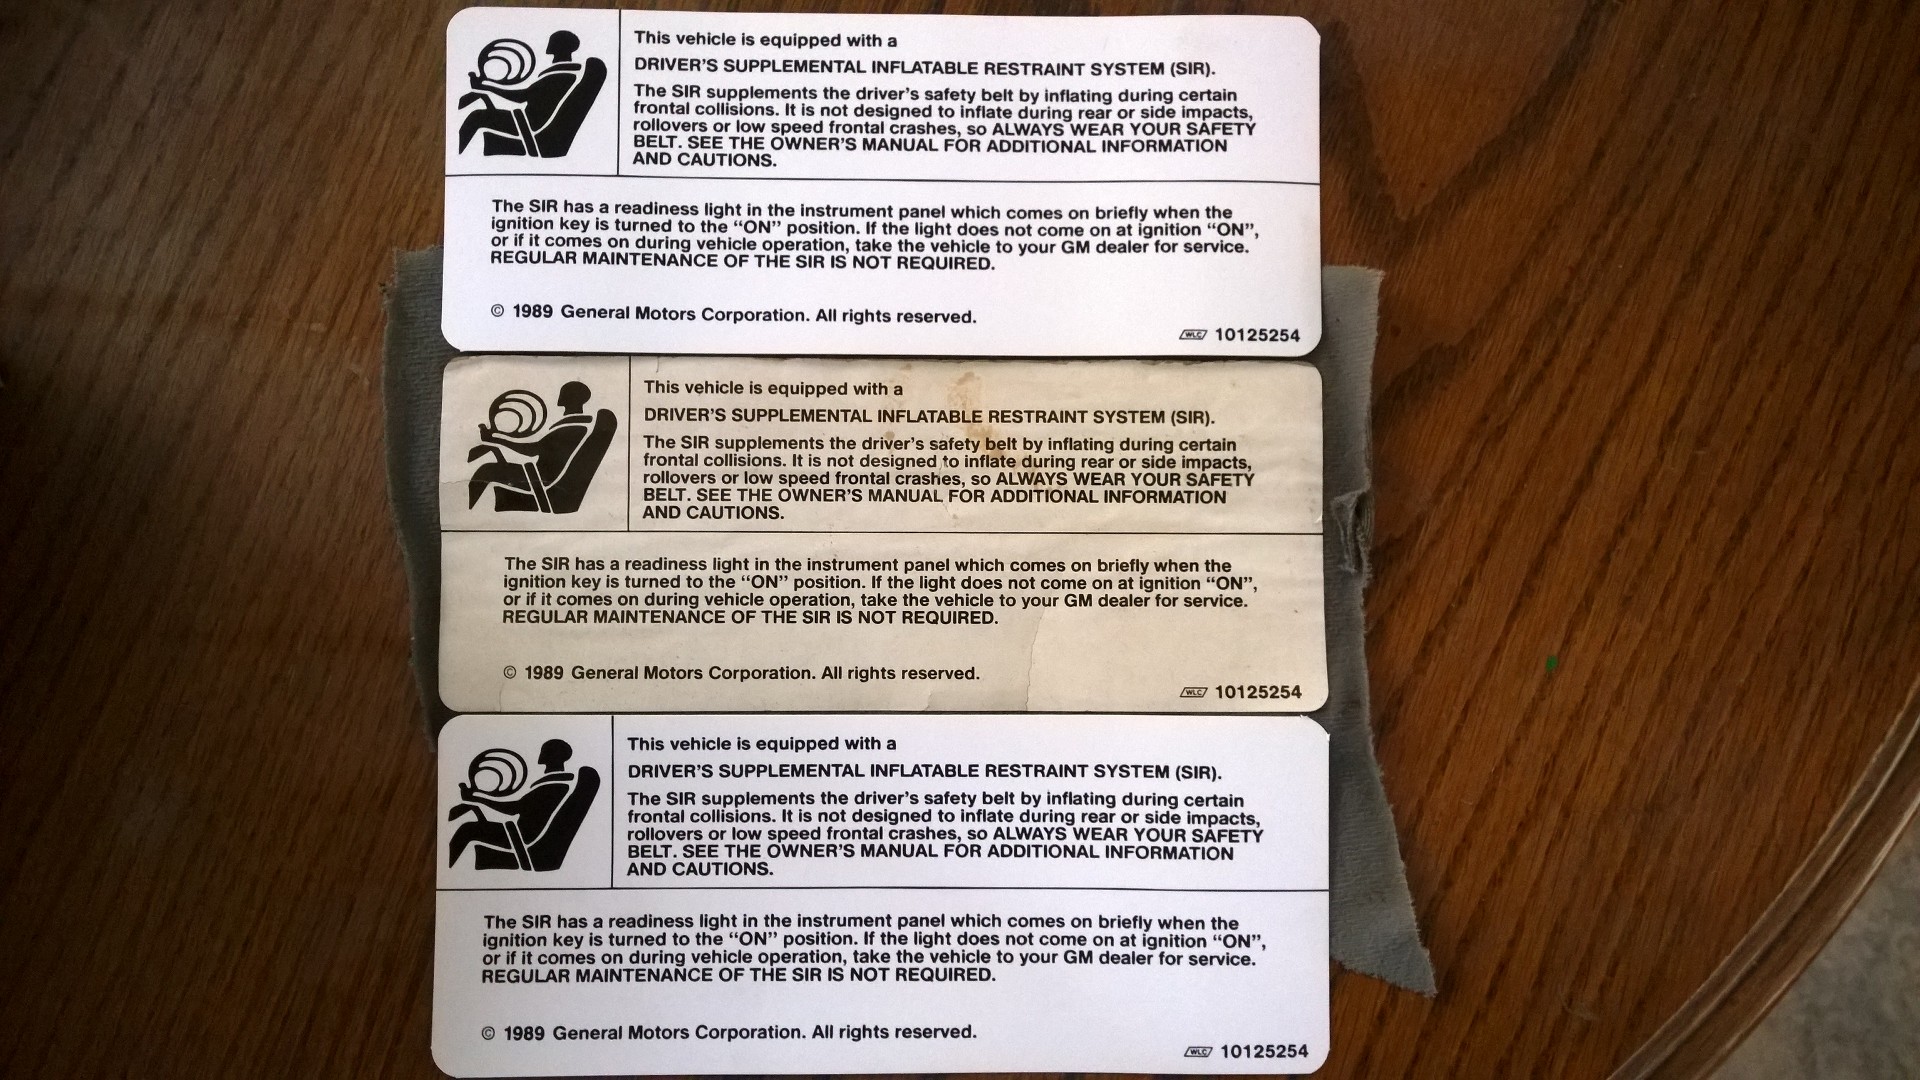 This vehicle is equipped with a
DRIVER'S SUPPLEMENTAL INFLATABLE RESTRAINT SYSTEM (SIR).
The SIR supplements the driver's safety belt by inflating during certain
frontal collisions. It is not designed to inflate during rear or side impacts,
rollovers or low speed frontal crashes, so ALWAYS WEAR YOUR SAFETY
BELT. SEE THE OWNER'S MANUAL FOR ADDITIONAL INFORMATION
AND CAUTIONS.
The SIR has a readiness light in the instrument panel which comes on briefly when the
ignition key is turned to the “ON” position. If the light does not come on at ignition “ON”,
or if it comes on during vehicle operation, take the vehicle to your GM dealer for service.
REGULAR MAINTENANCE OF THE SIR IS NOT REQUIRED.
© 1989 General Motors Corporation. All rights reserved.
WLC 10125254
This vehicle is equipped with a
DRIVER'S SUPPLEMENTAL INFLATABLE RESTRAINT SYSTEM (SIR).
The SIR supplements the driver's safety belt by inflating during certain
frontal collisions. It is not designed to inflate during rear or side impacts,
rollovers or low speed frontal crashes, so ALWAYS WEAR YOUR SAFETY
BELT. SEE THE OWNER'S MANUAL FOR ADDITIONAL INFORMATION
AND CAUTIONS.
The SIR has a readiness light in the instrument panel which comes on briefly when the
ignition key is turned to the “ON” position. If the light does not come on at ignition “ON”,
or if it comes on during vehicle operation, take the vehicle to your GM dealer for service.
REGULAR MAINTENANCE OF THE SIR IS NOT REQUIRED.
© 1989 General Motors Corporation. All rights reserved.
WLC 10125254
This vehicle is equipped with a
DRIVER'S SUPPLEMENTAL INFLATABLE RESTRAINT SYSTEM (SIR).
The SIR supplements the driver's safety belt by inflating during certain
frontal collisions. It is not designed to inflate during rear or side impacts,
rollovers or low speed frontal crashes, so ALWAYS WEAR YOUR SAFETY
BELT. SEE THE OWNER'S MANUAL FOR ADDITIONAL INFORMATION
AND CAUTIONS.
The SIR has a readiness light in the instrument panel which comes on briefly when the
ignition key is turned to the “ON” position. If the light does not come on at ignition “ON”,
or if it comes on during vehicle operation, take the vehicle to your GM dealer for service.
REGULAR MAINTENANCE OF THE SIR IS NOT REQUIRED.
© 1989 General Motors Corporation. All rights reserved.
WLC 10125254